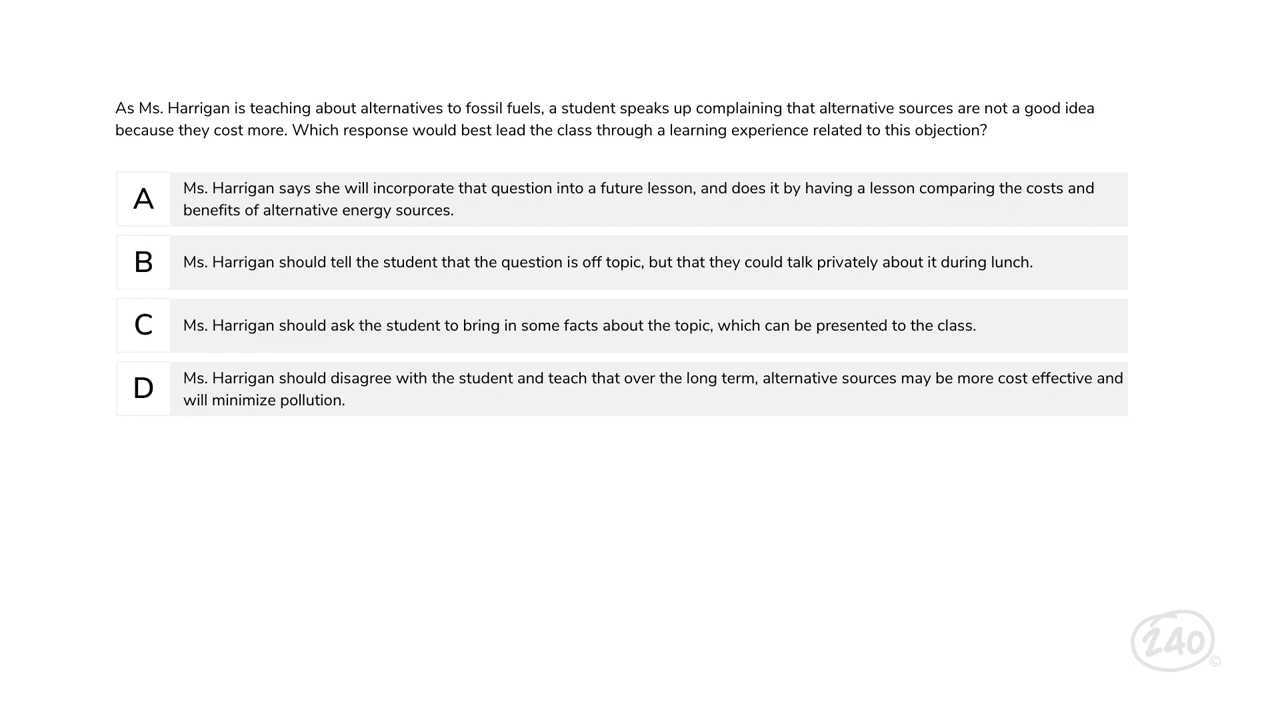 As Ms. Harrigan is teaching about alternatives to fossil fuels, a student speaks up complaining that alternative sources are not a good idea
because they cost more. Which response would best lead the class through a learning experience related to this objection?
A
Ms. Harrigan says she will incorporate that question into a future lesson, and does it by having a lesson comparing the costs and
benefits of alternative energy sources.
B
Ms. Harrigan should tell the student that the question is off topic, but that they could talk privately about it during lunch.
C
Ms. Harrigan should ask the student to bring in some facts about the topic, which can be presented to the class.
D
Ms. Harrigan should disagree with the student and teach that over the long term, alternative sources may be more cost effective and
will minimize pollution.
240
©